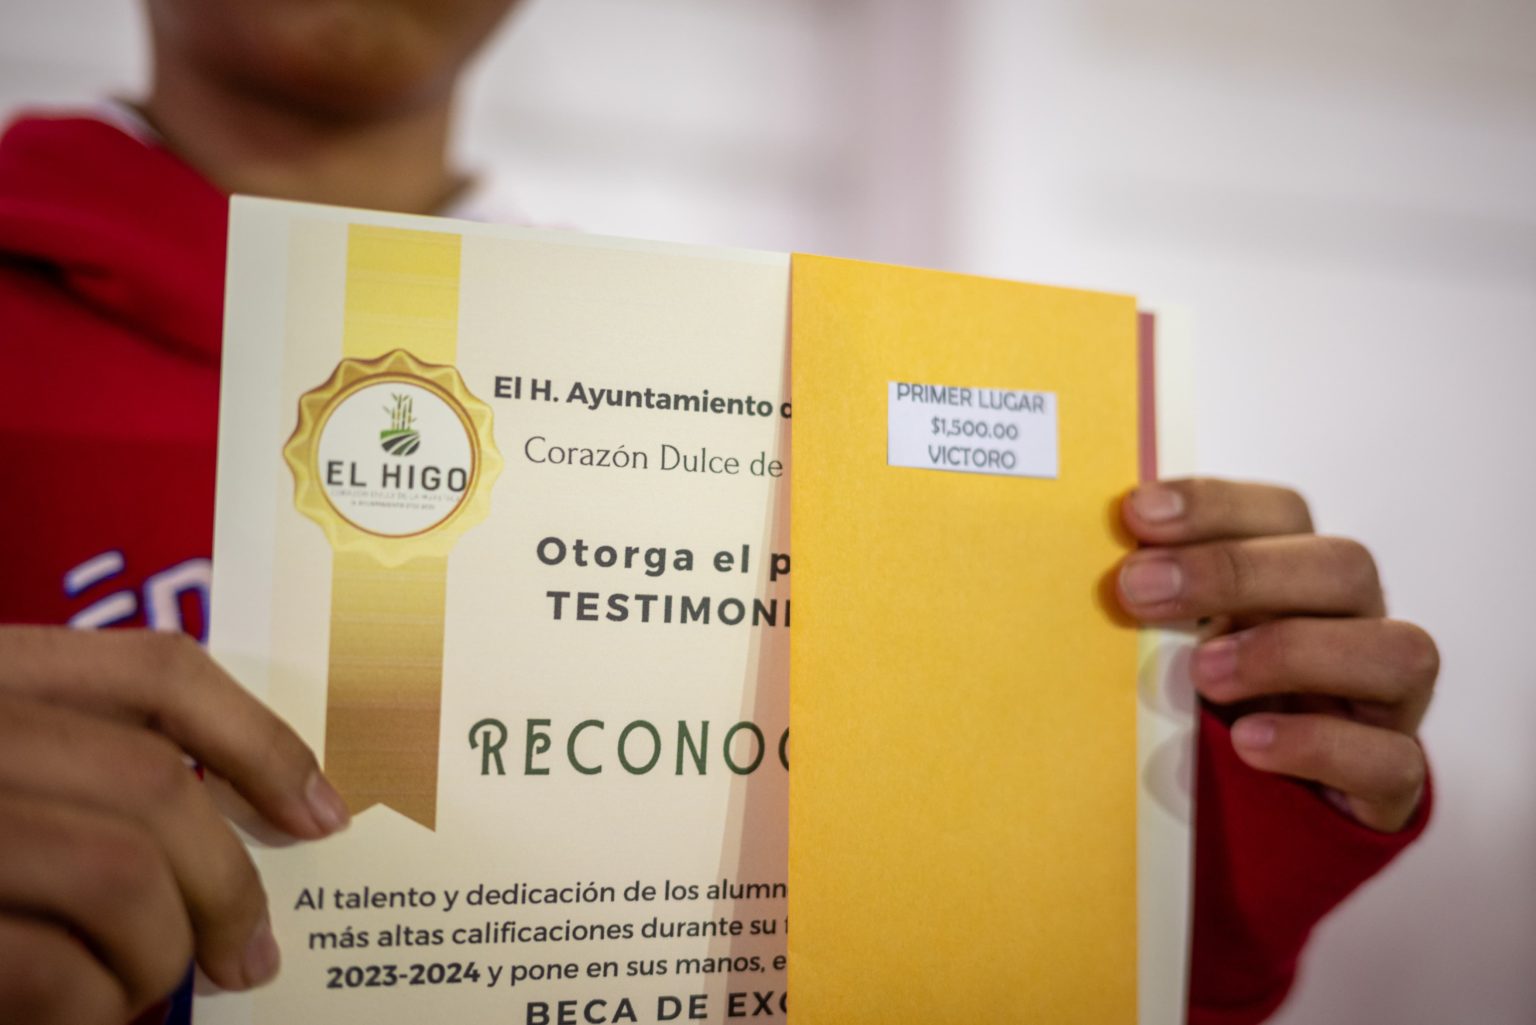 El H. Ayuntamiento d
Corazón Dulce de
EL HIGO
Otorga el p
TESTIMONI
RECONOC
Al talento y dedicación de los alumn
más altas calificaciones durante su
2023-2024 y pone en sus manos, e
BECA DE EXC
PRIMER LUGAR
$1,500.00
VICTORO